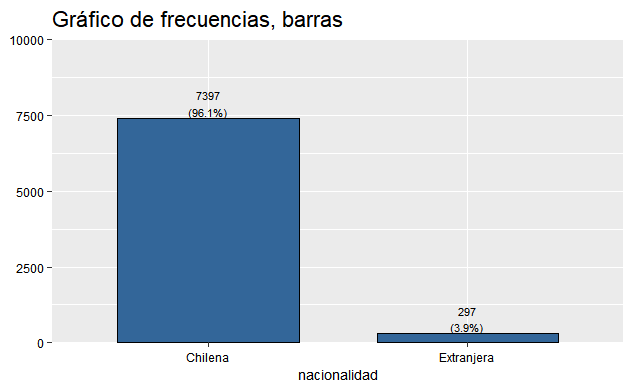 Gráfico de frecuencias, barras
10000
7500
5000
2500
0
7397
(96.1%)
297
(3.9%)
Chilena
Extranjera
nacionalidad